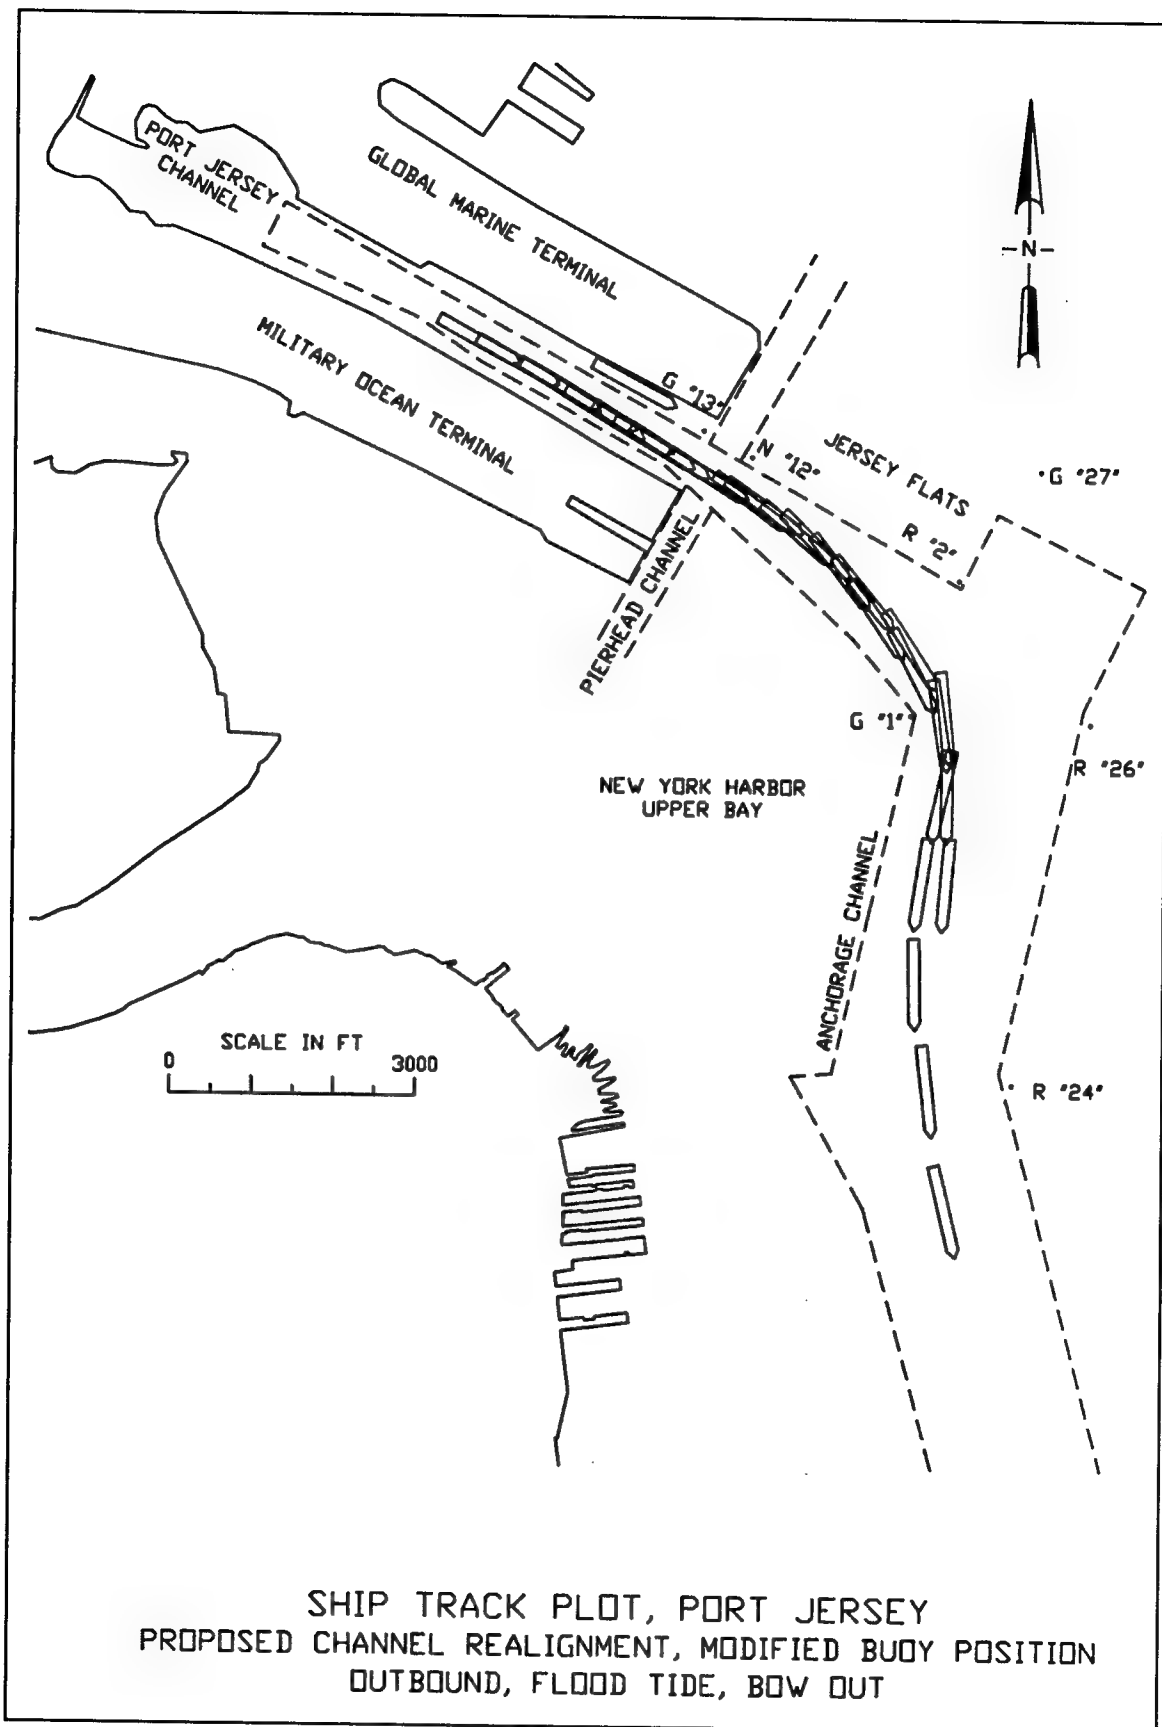 PORT JERSEY
CHANNEL
GLOBAL MARINE TERMINAL
-N-
MILITARY OCEAN TERMINAL
G "13"
N "12"
JERSEY FLATS
G "27"
R "2"
PIERHEAD CHANNEL
G "1"
R "26"
NEW YORK HARBOR
UPPER BAY
ANCHORAGE CHANNEL
SCALE IN FT
0 3000
R "24"
SHIP TRACK PLOT, PORT JERSEY
PROPOSED CHANNEL REALIGNMENT, MODIFIED BUOY POSITION
OUTBOUND, FLOOD TIDE, BOW OUT